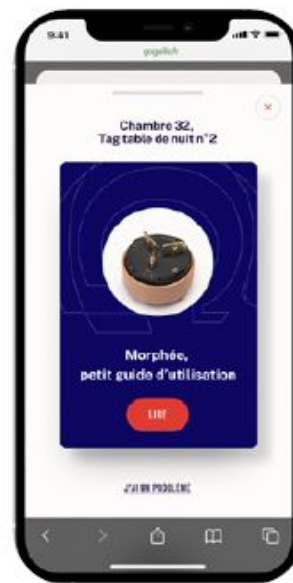 9:41
Chambre 32,
Tag table de nuit n°2
Morphée,
petit guide d'utilisation
LIRE
J'AI UN PROBLÈME